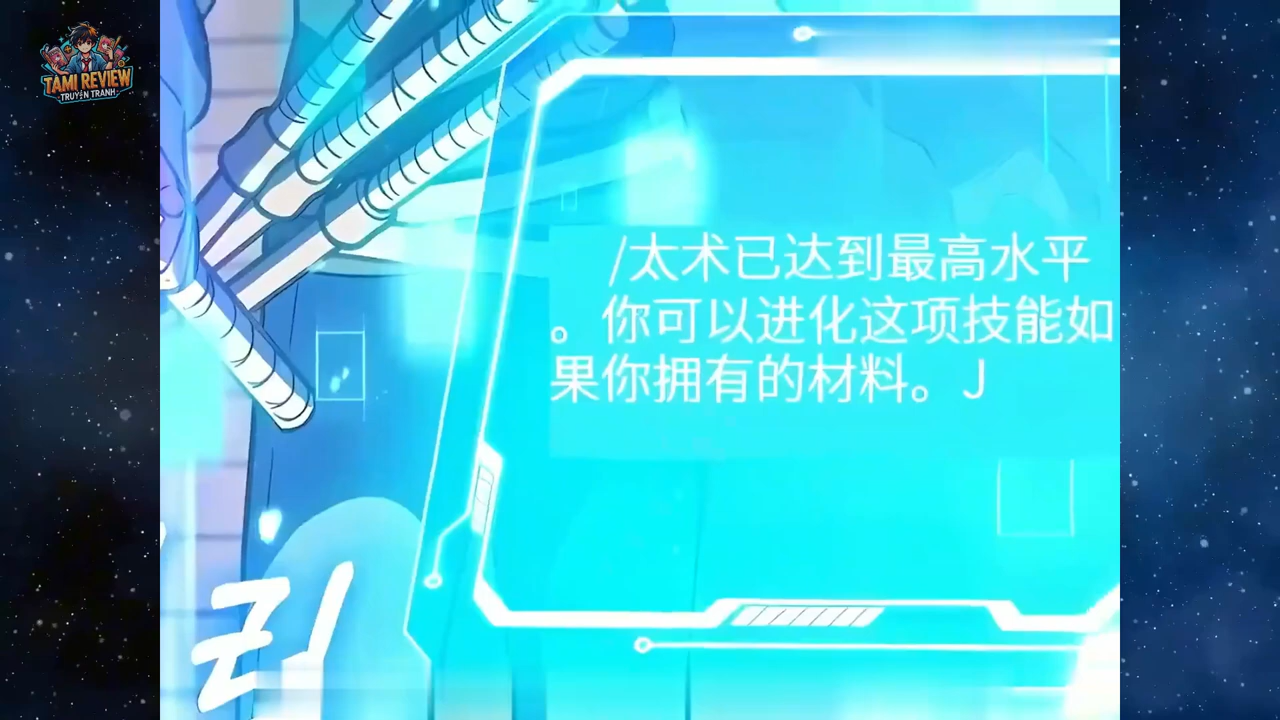 TAMI REVIEW
TRUYỆN TRANH
/太术已达到最高水平
。你可以进化这项技能如
果你拥有的材料。J
리